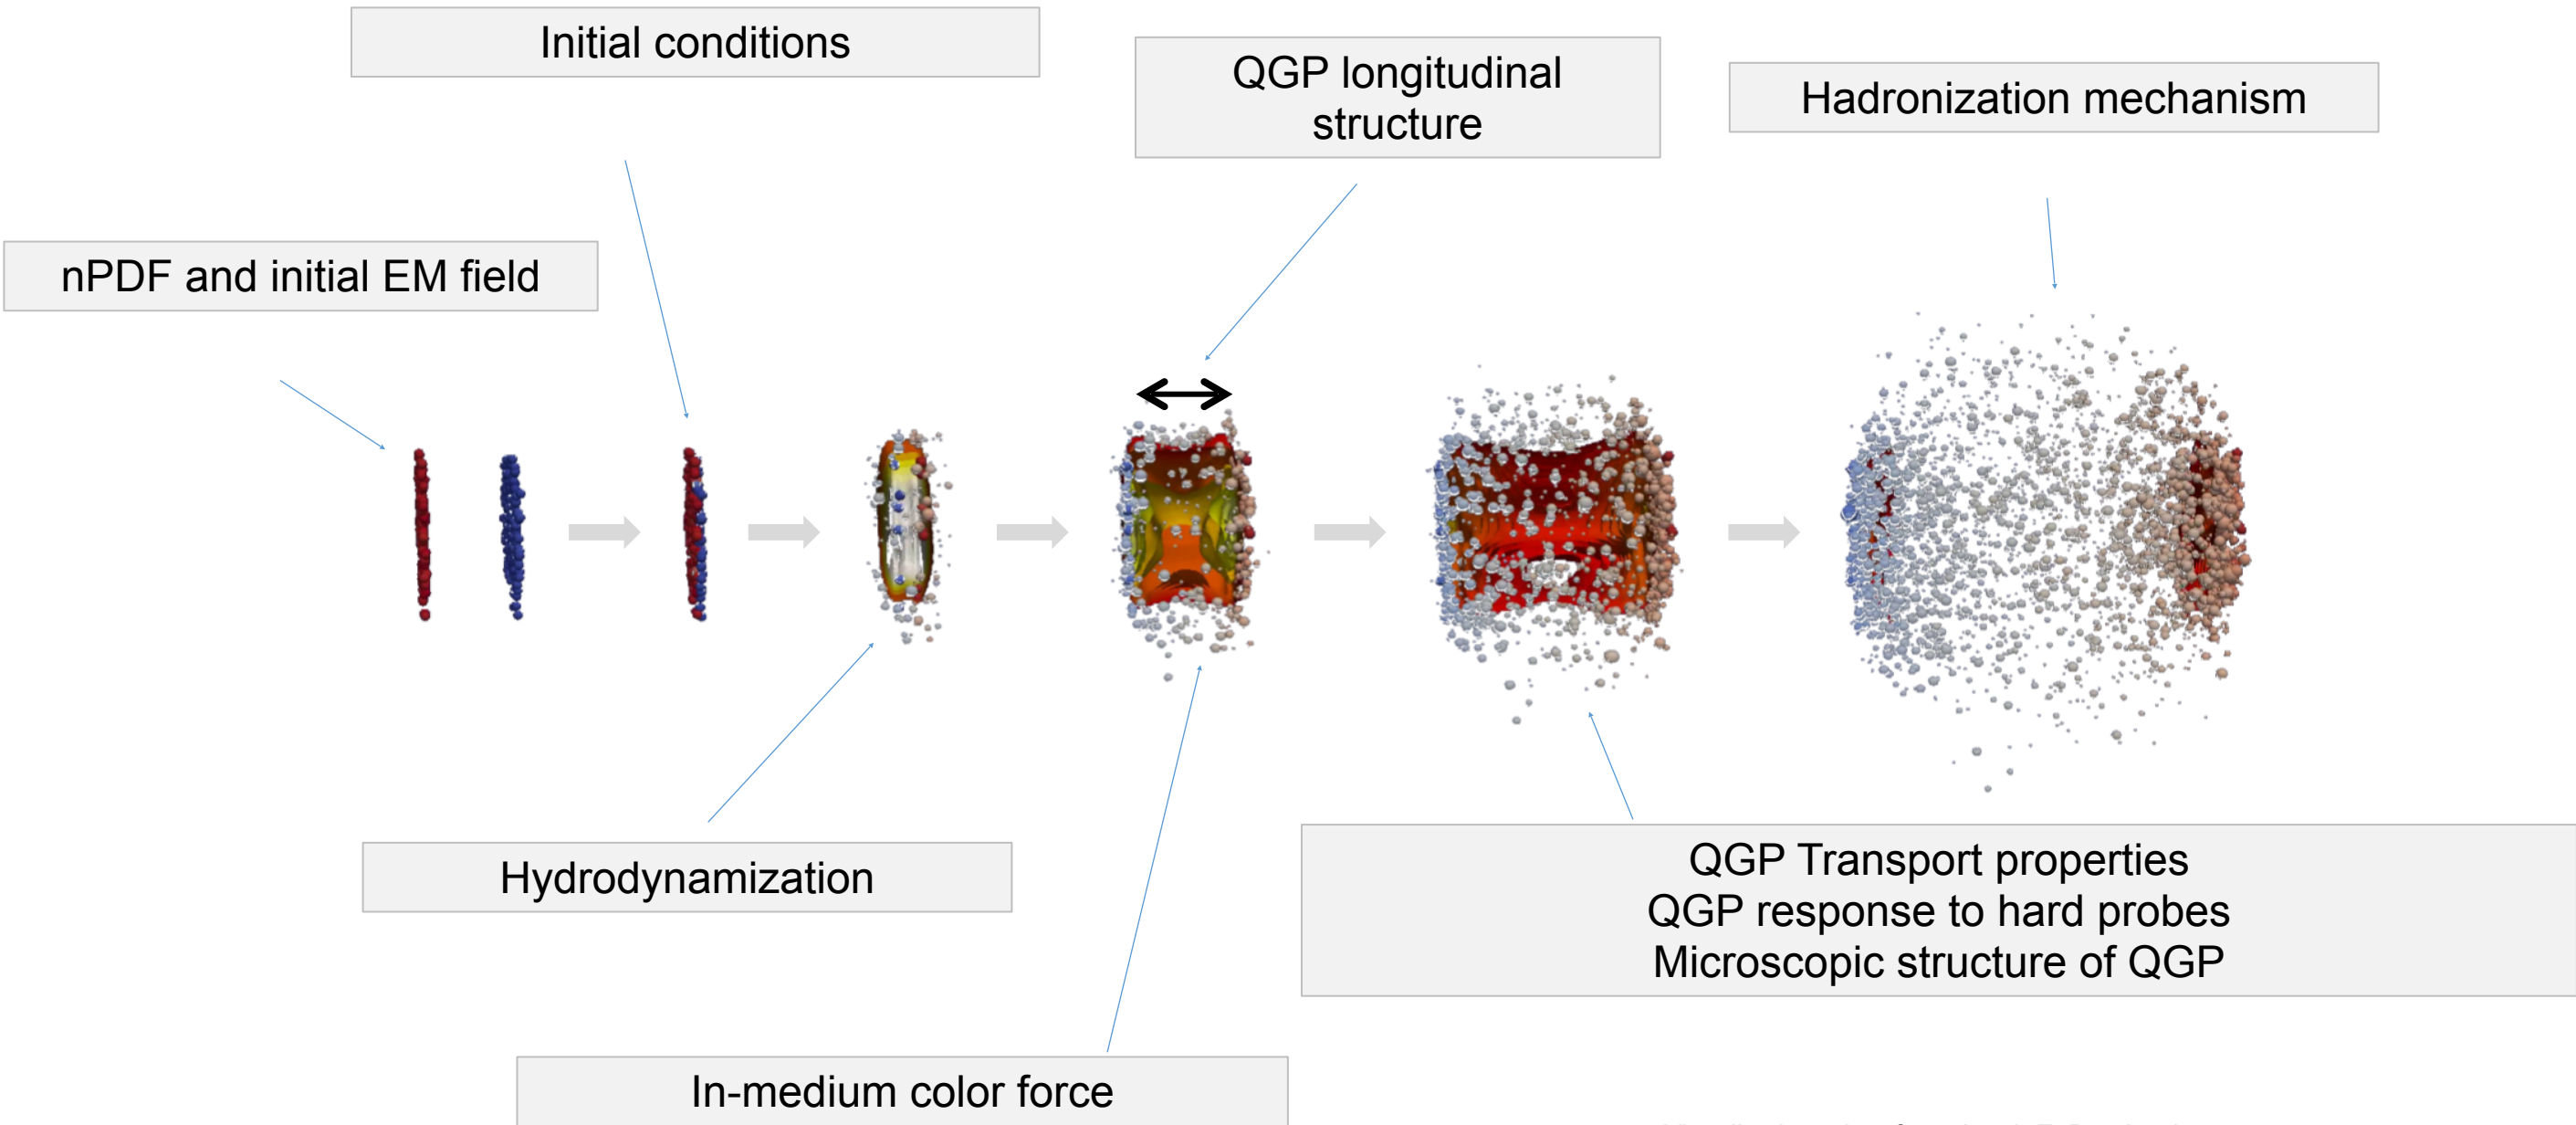 Initial conditions
QGP longitudinal
structure
Hadronization mechanism
nPDF and initial EM field
Hydrodynamization
QGP Transport properties
QGP response to hard probes
Microscopic structure of QGP
In-medium color force